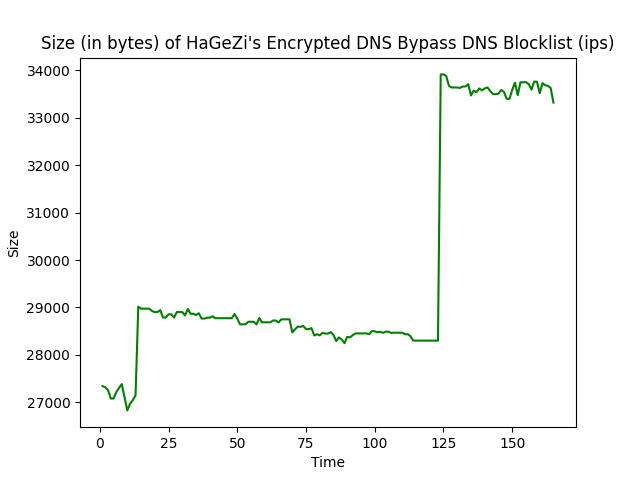 Size (in bytes) of HaGeZi's Encrypted DNS Bypass DNS Blocklist (ips)
34000
33000
32000
31000
30000
29000
28000
27000
Size
0 25 50 75 100 125 150
Time